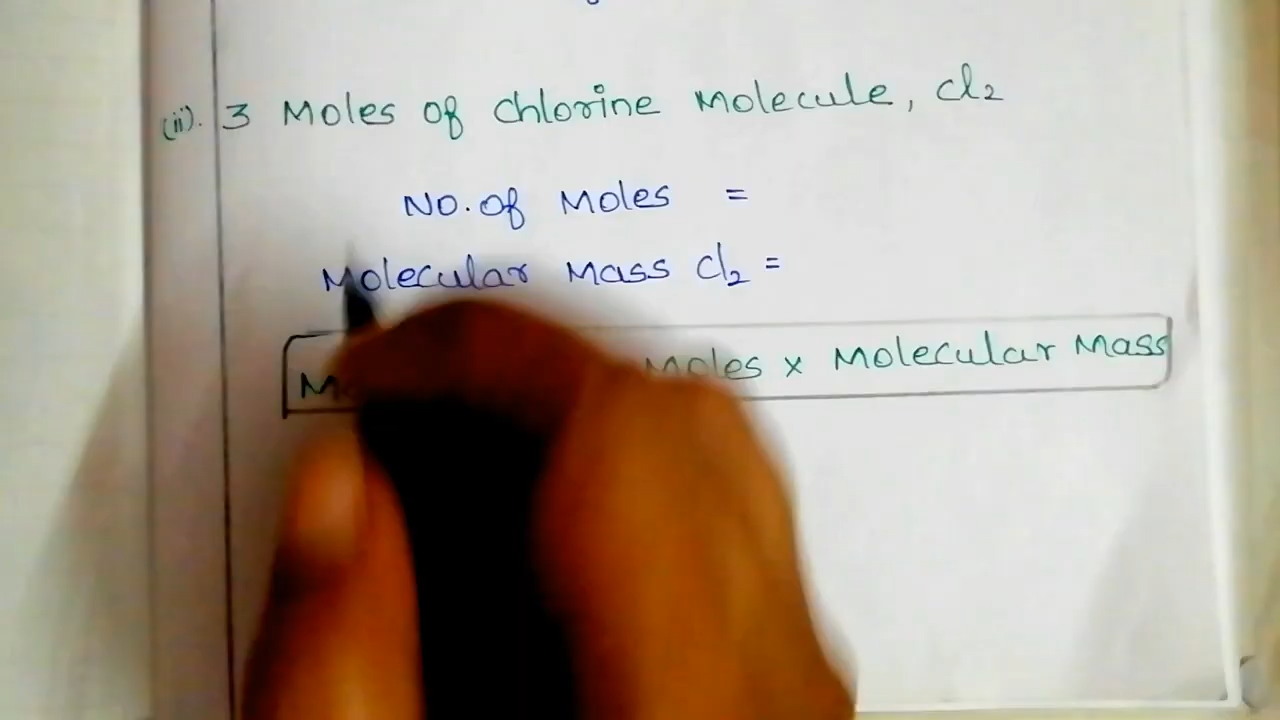 (ii). 3 Moles of Chlorine Molecule, Cl2
No. of Moles =
Molecular Mass Cl2 =
Moles x Molecular Mass